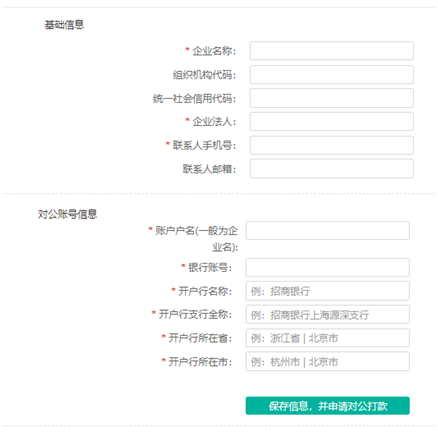 基础信息
* 企业名称：
组织机构代码：
统一社会信用代码：
* 企业法人：
* 联系人手机号：
联系人邮箱：
对公账号信息
* 账户户名(一般为企
业名)：
* 银行账号：
* 开户行名称： 例：招商银行
* 开户行支行全称： 例：招商银行上海源深支行
* 开户行所在省： 例：浙江省 | 北京市
* 开户行所在市： 例：杭州市 | 北京市
保存信息，并申请对公打款